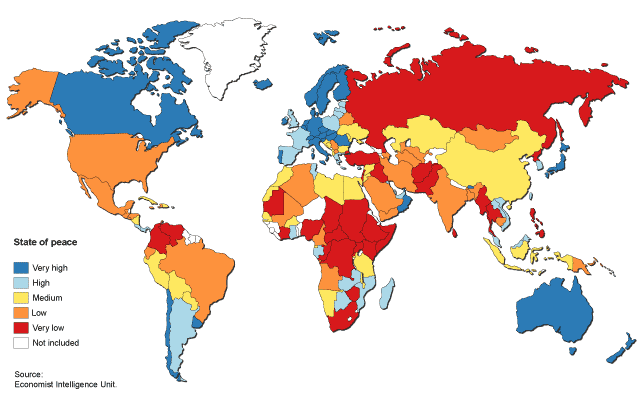 State of peace
Very high
High
Medium
Low
Very low
Not included
Source:
Economist Intelligence Unit.